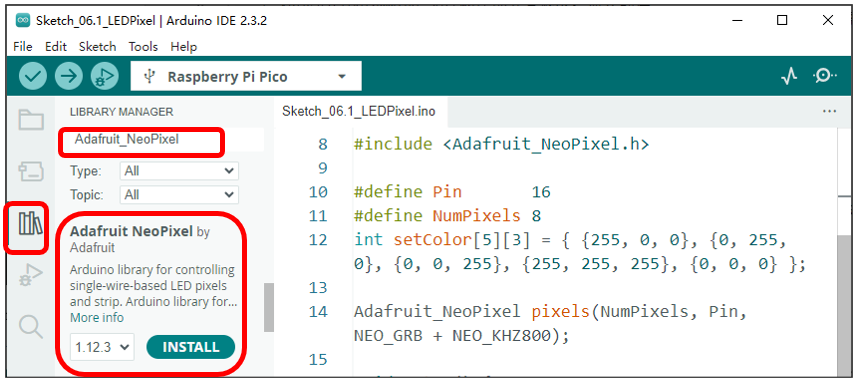 Sketch_06.1_LEDPixel | Arduino IDE 2.3.2
File Edit Sketch Tools Help
Raspberry Pi Pico
LIBRARY MANAGER
Adafruit_NeoPixel
Type: All
Topic: All
Adafruit NeoPixel by
Adafruit
Arduino library for controlling
single-wire-based LED pixels
and strip. Arduino library for...
More info
1.12.3 INSTALL
Sketch_06.1_LEDPixel.ino
8 #include <Adafruit_NeoPixel.h>
9
10 #define Pin 16
11 #define NumPixels 8
12 int setColor[5][3] = { {255, 0, 0}, {0, 255,
0}, {0, 0, 255}, {255, 255, 255}, {0, 0, 0} };
13
14 Adafruit_NeoPixel pixels(NumPixels, Pin,
NEO_GRB + NEO_KHZ800);
15